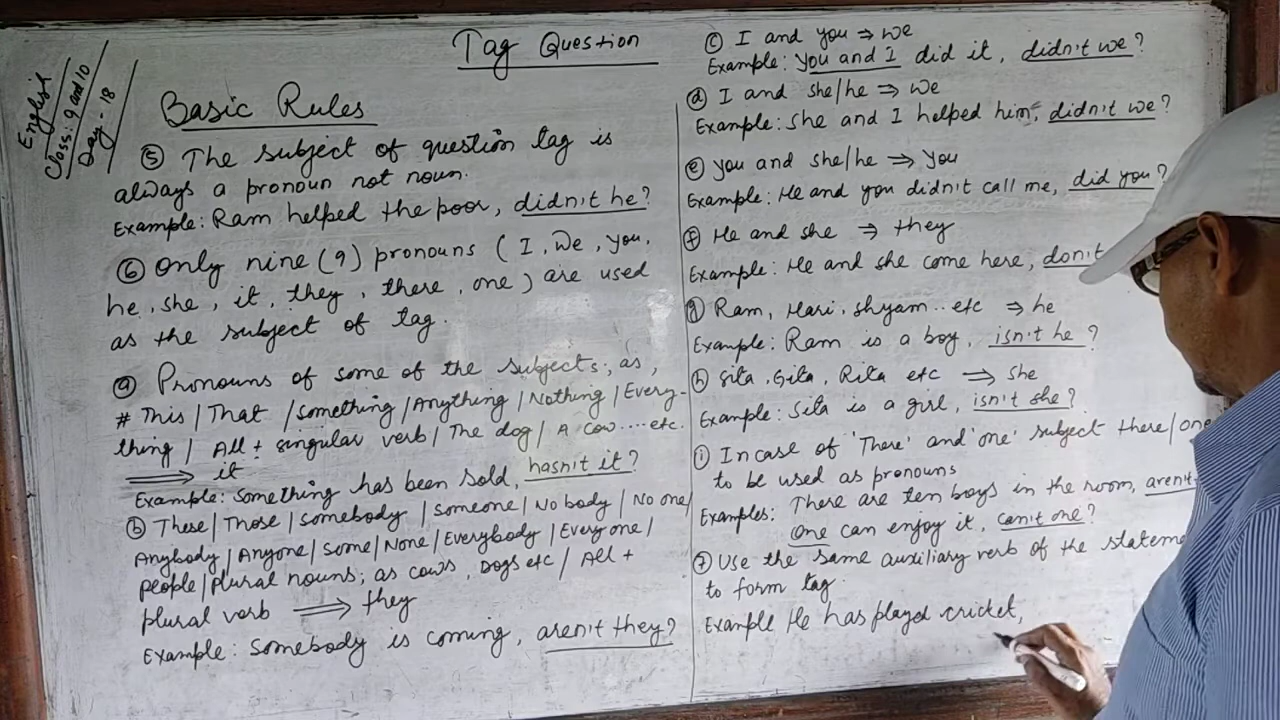 Tag Question
English
Class: 9 and 10
Day - 18
Basic Rules
⑤ The subject of question tag is
always a pronoun not noun.
Example: Ram helped the poor, didn't he?
⑥ Only nine (9) pronouns (I, we, you,
he, she, it, they, there, one) are used
as the subject of tag.
ⓐ Pronouns of some of the subjects; as,
# This / That / something / Anything / Nothing / Every-
thing / All + singular verb / The dog / A cow....etc.
⟹ it
Example: Something has been sold, hasn't it?
ⓑ These / Those / somebody / someone / No body / No one /
Anybody / Anyone / Some / None / Everybody / Every one /
People / plural nouns; as cows, Dogs etc / All +
plural verb ⟹ they
Example: Somebody is coming, aren't they?
ⓒ I and you ⇒ we
Example: You and I did it, didn't we?
ⓓ I and she/he ⇒ we
Example: She and I helped him, didn't we?
ⓔ you and she/he ⇒ you
Example: He and you didn't call me, did you?
ⓕ He and she ⇒ they
Example: He and she come here, don't
ⓖ Ram, Hari, Shyam.. etc ⇒ he
Example: Ram is a boy, isn't he?
ⓗ Sita, Gita, Rita etc ⇒ She
Example: Sita is a girl, isn't she?
ⓘ In case of 'There' and 'one' subject there/one
to be used as pronouns
Examples: There are ten boys in the room, aren't
One can enjoy it, can't one?
⑦ Use the same auxiliary verb of the
to form tag.
Example He has played cricket,